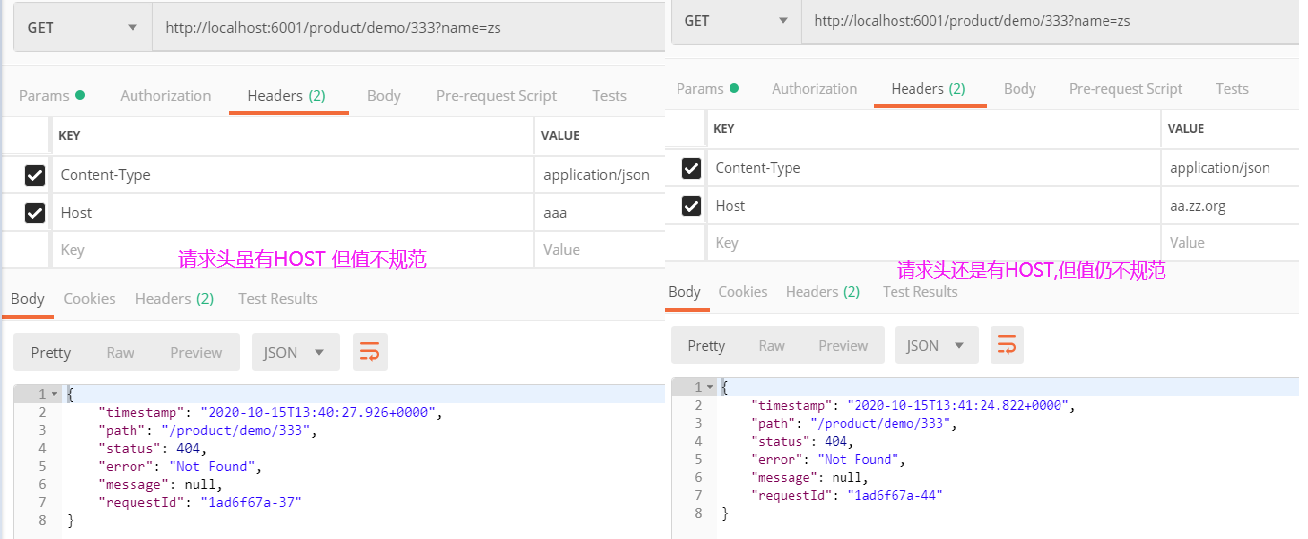 GET
http://localhost:6001/product/demo/333?name=zs
Params
Authorization
Headers (2)
Body
Pre-request Script
Tests
KEY
VALUE
Content-Type
application/json
Host
aaa
Key
Value
请求头虽有HOST 但值不规范
Body
Cookies
Headers (2)
Test Results
Pretty
Raw
Preview
JSON
1 {
2 "timestamp": "2020-10-15T13:40:27.926+0000",
3 "path": "/product/demo/333",
4 "status": 404,
5 "error": "Not Found",
6 "message": null,
7 "requestId": "1ad6f67a-37"
8 }
GET
http://localhost:6001/product/demo/333?name=zs
Params
Authorization
Headers (2)
Body
Pre-request Script
Tests
KEY
VALUE
Content-Type
application/json
Host
aa.zz.org
Key
Value
请求头还是有HOST,但值仍不规范
Body
Cookies
Headers (2)
Test Results
Pretty
Raw
Preview
JSON
1 {
2 "timestamp": "2020-10-15T13:41:24.822+0000",
3 "path": "/product/demo/333",
4 "status": 404,
5 "error": "Not Found",
6 "message": null,
7 "requestId": "1ad6f67a-44"
8 }